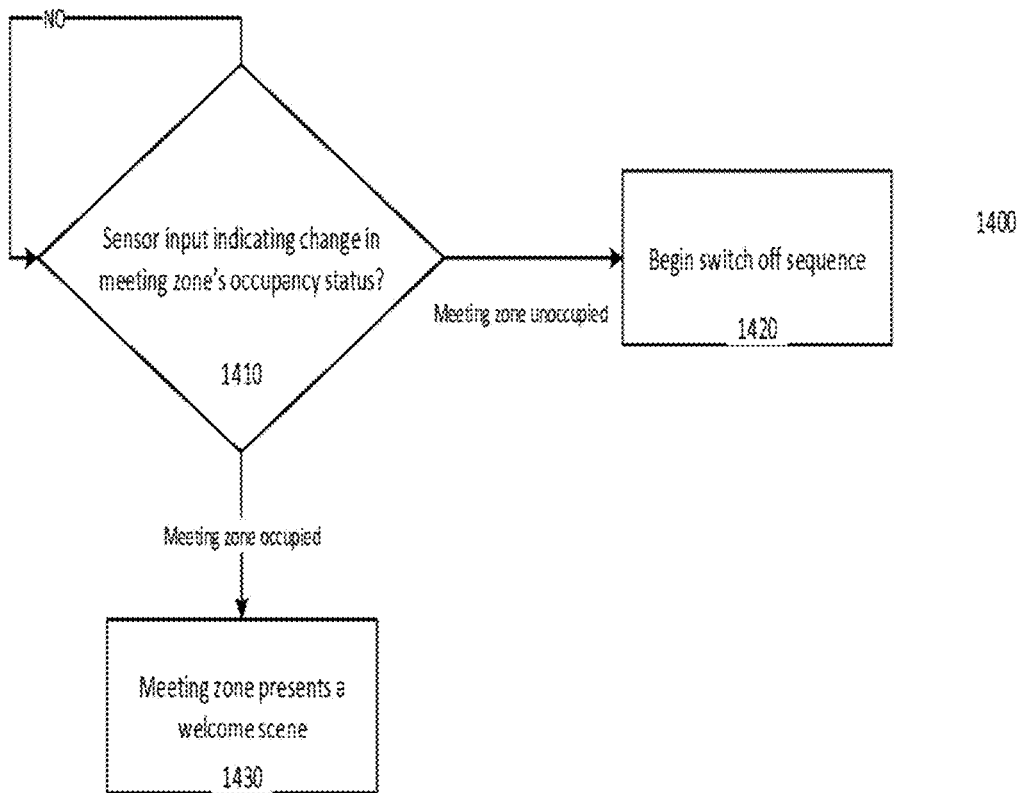 NO
Sensor input indicating change in
meeting zone's occupancy status?
1410
Meeting zone unoccupied
Begin switch off sequence
1420
1400
Meeting zone occupied
Meeting zone presents a
welcome scene
1430